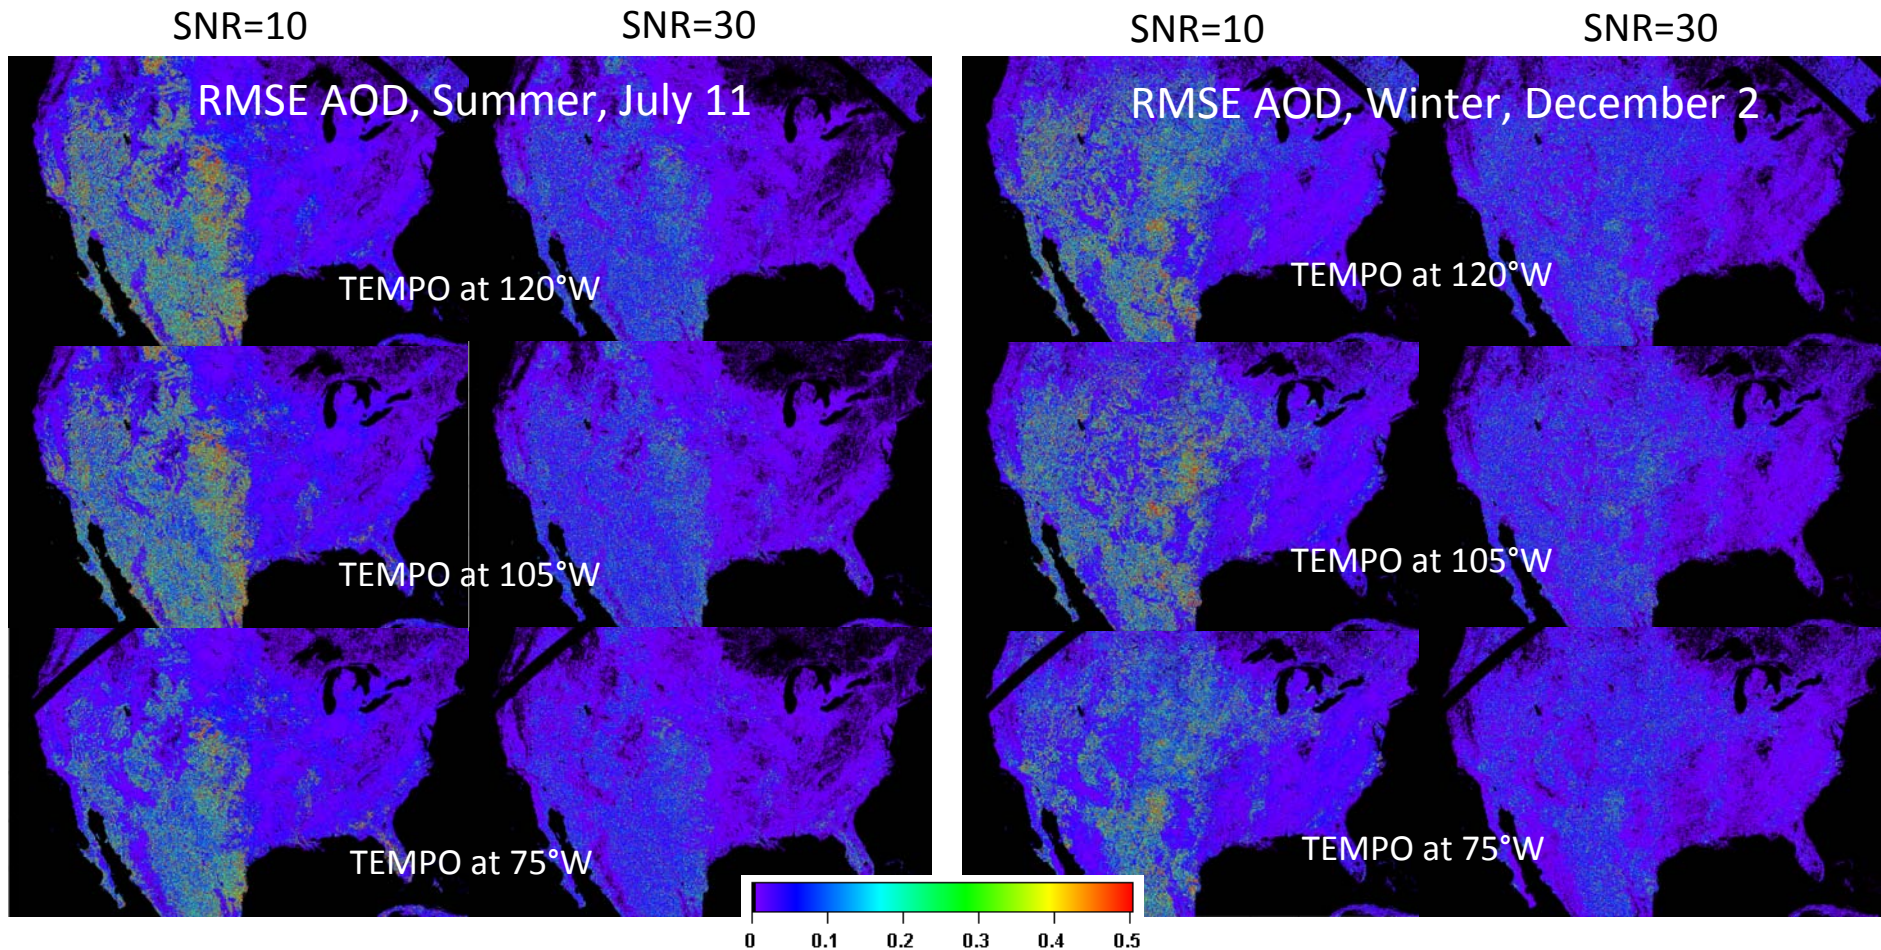 SNR=10
SNR=30
SNR=10
SNR=30
RMSE AOD, Summer, July 11
RMSE AOD, Winter, December 2
TEMPO at 120°W
TEMPO at 120°W
TEMPO at 105°W
TEMPO at 105°W
TEMPO at 75°W
TEMPO at 75°W
0 0.1 0.2 0.3 0.4 0.5